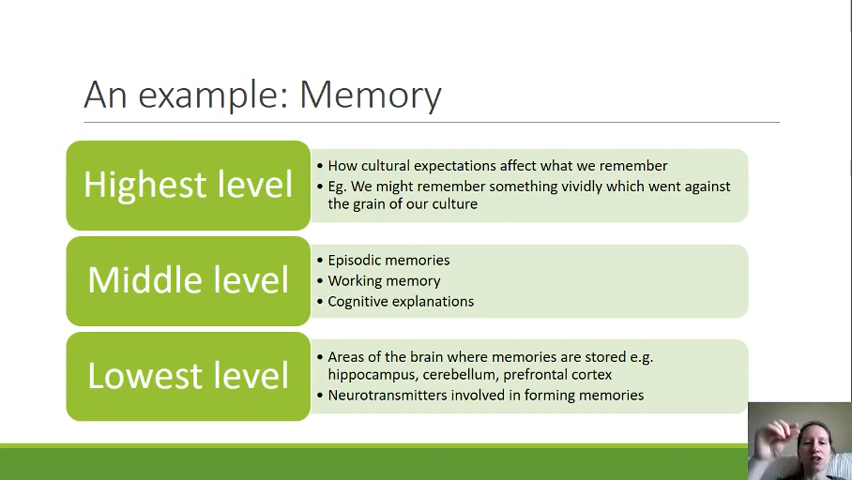 An example: Memory
Highest level
• How cultural expectations affect what we remember
• Eg. We might remember something vividly which went against
the grain of our culture
Middle level
• Episodic memories
• Working memory
• Cognitive explanations
Lowest level
• Areas of the brain where memories are stored e.g.
hippocampus, cerebellum, prefrontal cortex
• Neurotransmitters involved in forming memories